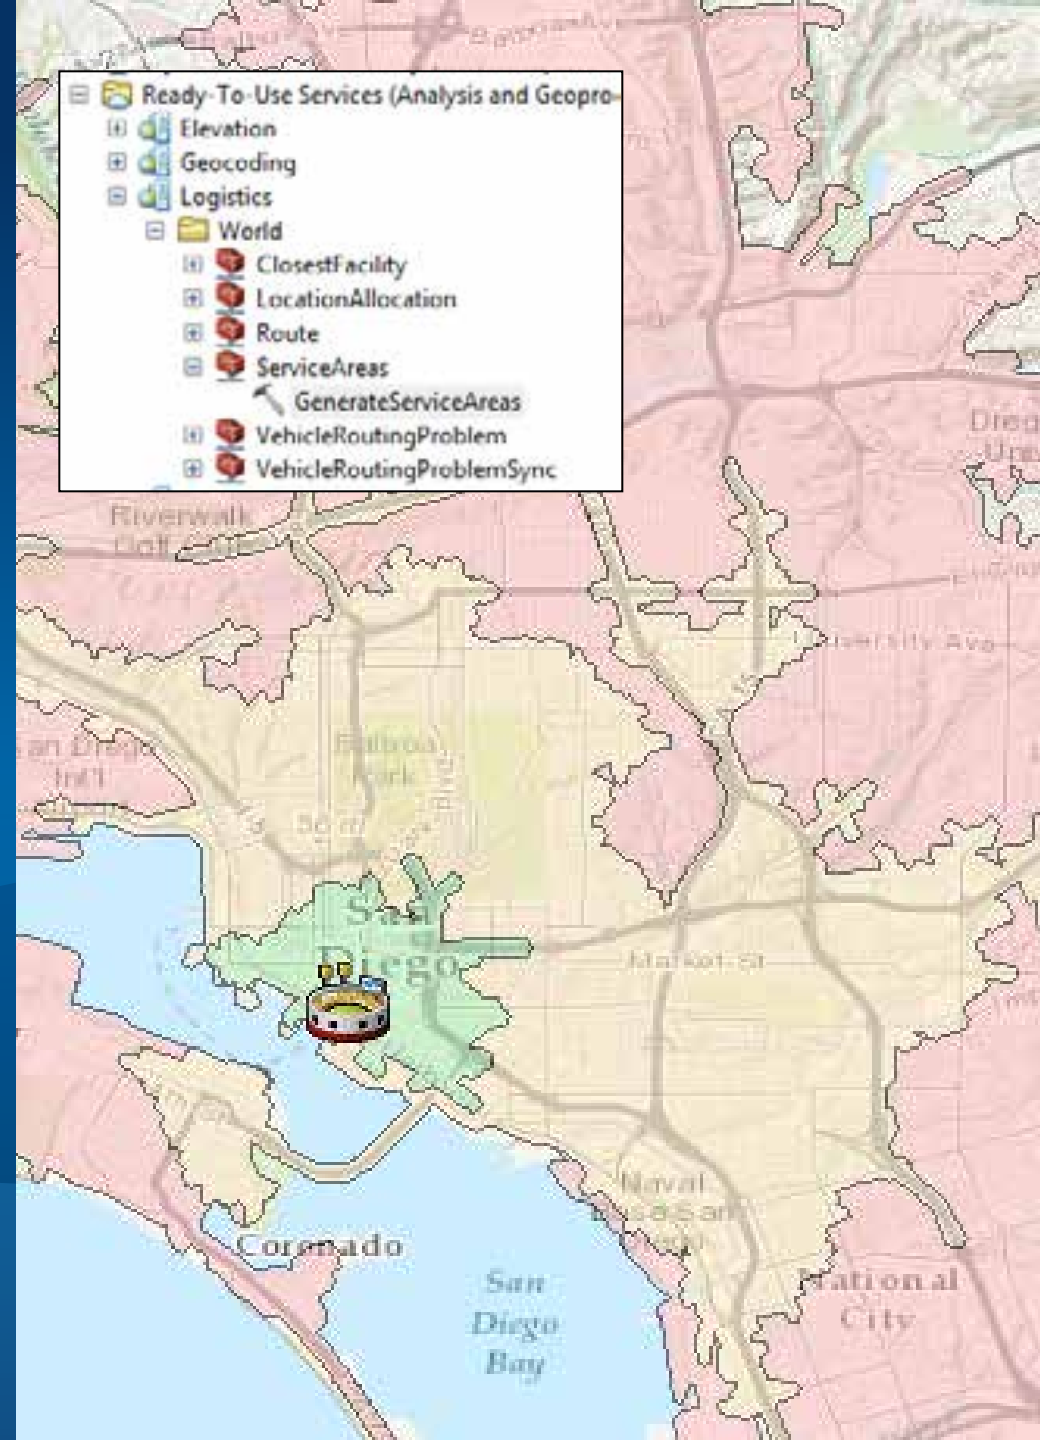 Ready-To-Use Services (Analysis and Geopro
Elevation
Geocoding
Logistics
World
ClosestFacility
LocationAllocation
Route
ServiceAreas
GenerateServiceAreas
VehicleRoutingProblem
VehicleRoutingProblemSync
Riverwalk
Balboa
Park
San
Diego
Market St
Naval
Coronado
National
City
San
Diego
Bay